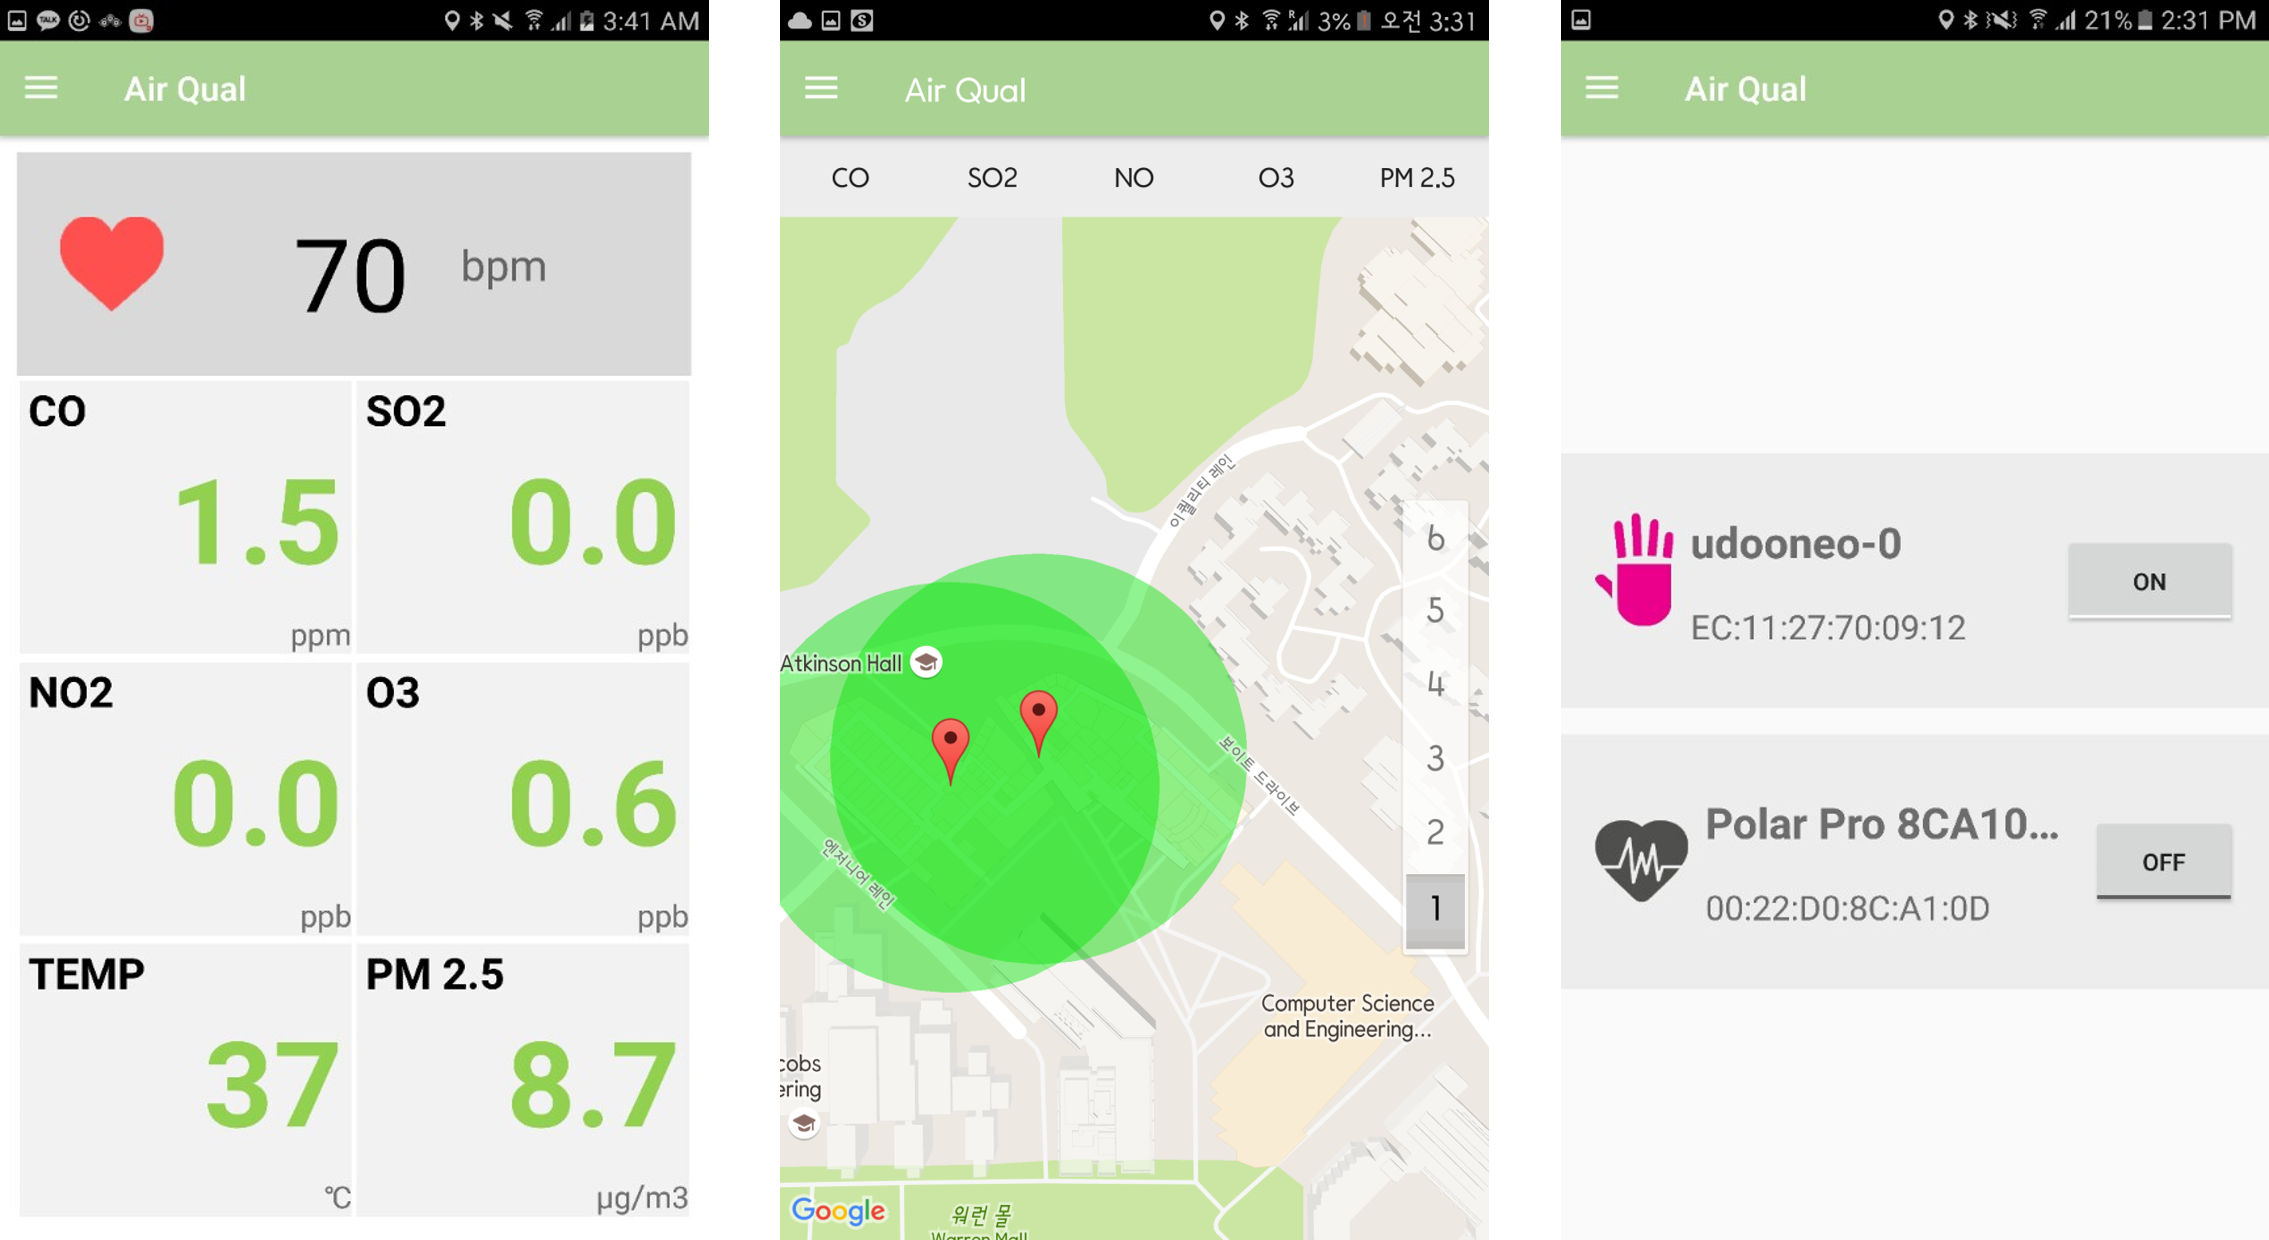 TALK
3:41 AM
Air Qual
70 bpm
CO
1.5
ppm
SO2
0.0
ppb
NO2
0.0
ppb
O3
0.6
ppb
TEMP
37
℃
PM 2.5
8.7
µg/m3
S
R
3%
오전 3:31
Air Qual
CO SO2 NO O3 PM 2.5
이퀄리티 레인
Atkinson Hall
보이트 드라이브
엔지니어 레인
6
5
4
3
2
1
Computer Science
and Engineering...
cobs
ering
Google
워런 몰
Warren Mall
21%
2:31 PM
Air Qual
udooneo-0
EC:11:27:70:09:12
ON
Polar Pro 8CA10...
00:22:D0:8C:A1:0D
OFF